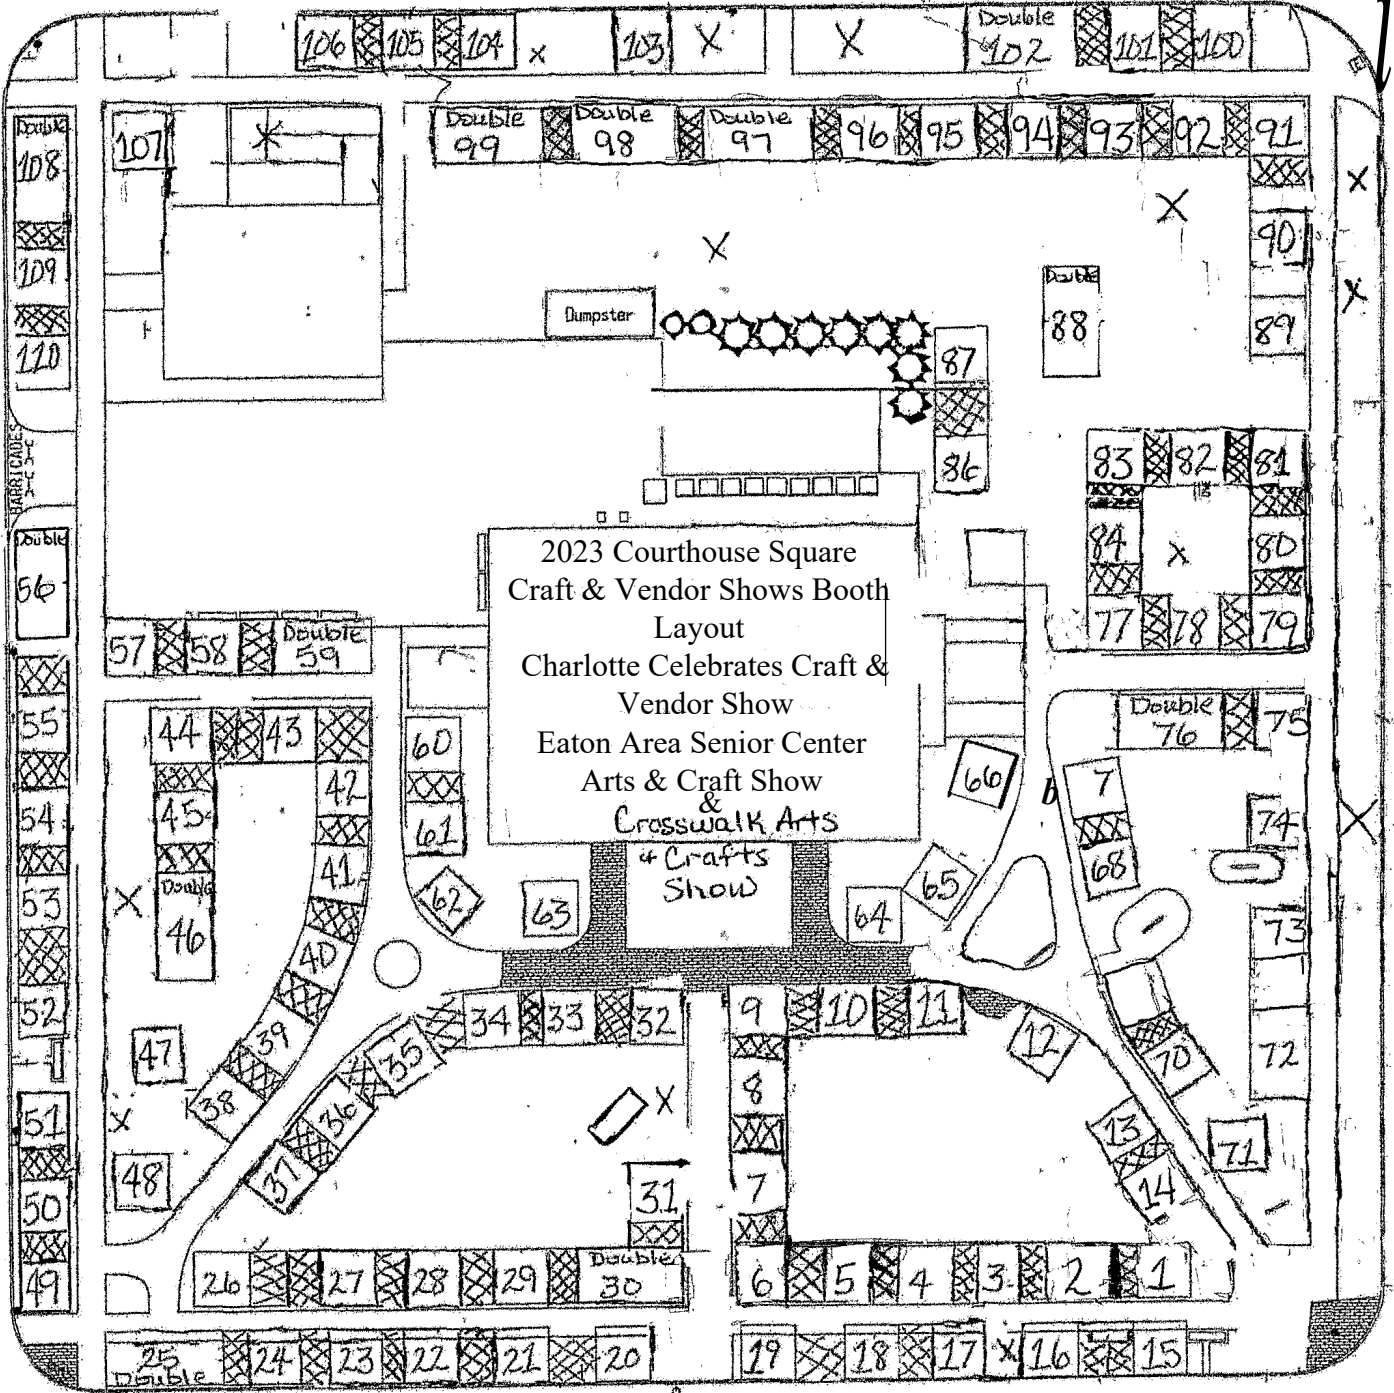 106 105 104 x 103 X X Double 102 101 100
Double 108
107
Double 99 Double 98 Double 97 96 95 94 93 92 91
X
X
90
X
109
Dumpster
Double 88
X
89
110
87
86
83 82 81
BARRICADES
84 X 80
Double 56
77 78 79
57 58 Double 59
2023 Courthouse Square
Craft & Vendor Shows Booth
Layout
Charlotte Celebrates Craft &
Vendor Show
Eaton Area Senior Center
Arts & Craft Show
&
Crosswalk Arts
& Crafts
Show
55
44 43
60
Double 76 75
42
66
7
54
45
61
74
X
41
68
53
X
Double 46
62 63 64 65
73
40
52
34 33 32 9 10 11
39
35
12
47
70
72
8
38
36
X
51
X
13
71
37
48
31
7
14
50
49
26 27 28 29 Double 30 6 5 4 3 2 1
25 Double 24 23 22 21 20 19 18 17 X 16 15